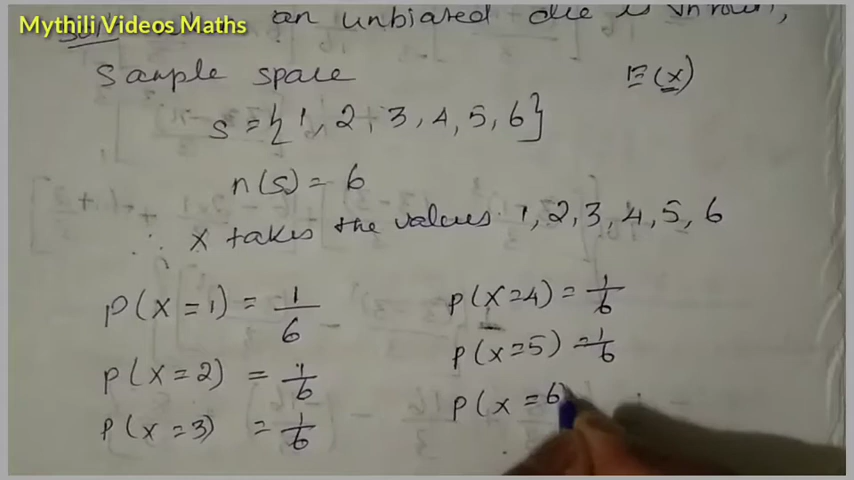 Mythili Videos Maths
an unbiated die is thrown,
Sample space E(x)
S = {1, 2, 3, 4, 5, 6}
n(s) = 6
∴ x takes the values 1, 2, 3, 4, 5, 6
P(x=1) = 1/6
P(x=2) = 1/6
P(x=3) = 1/6
P(x=4) = 1/6
P(x=5) = 1/6
P(x=6)